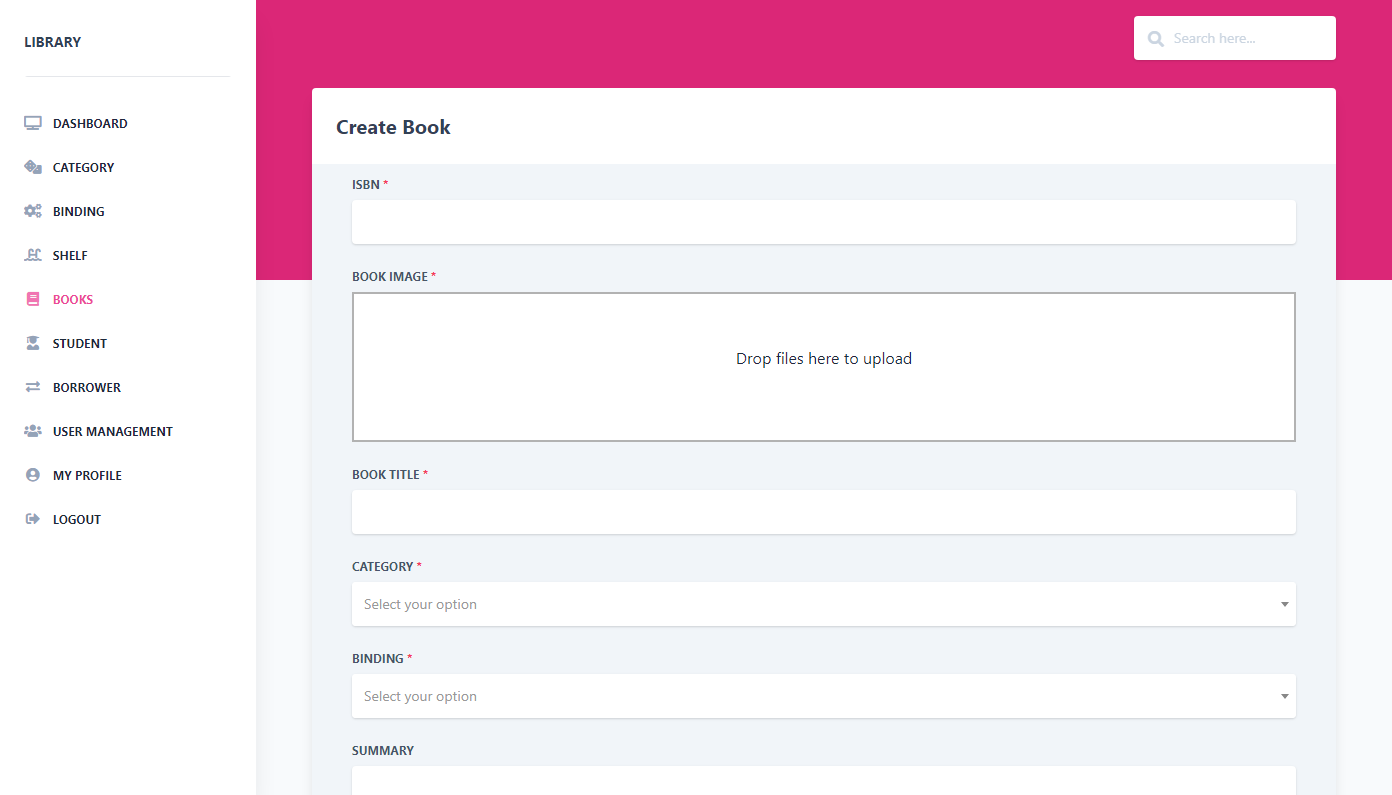 LIBRARY
DASHBOARD
CATEGORY
BINDING
SHELF
BOOKS
STUDENT
BORROWER
USER MANAGEMENT
MY PROFILE
LOGOUT
Search here...
Create Book
ISBN *
BOOK IMAGE *
Drop files here to upload
BOOK TITLE *
CATEGORY *
Select your option
BINDING *
Select your option
SUMMARY